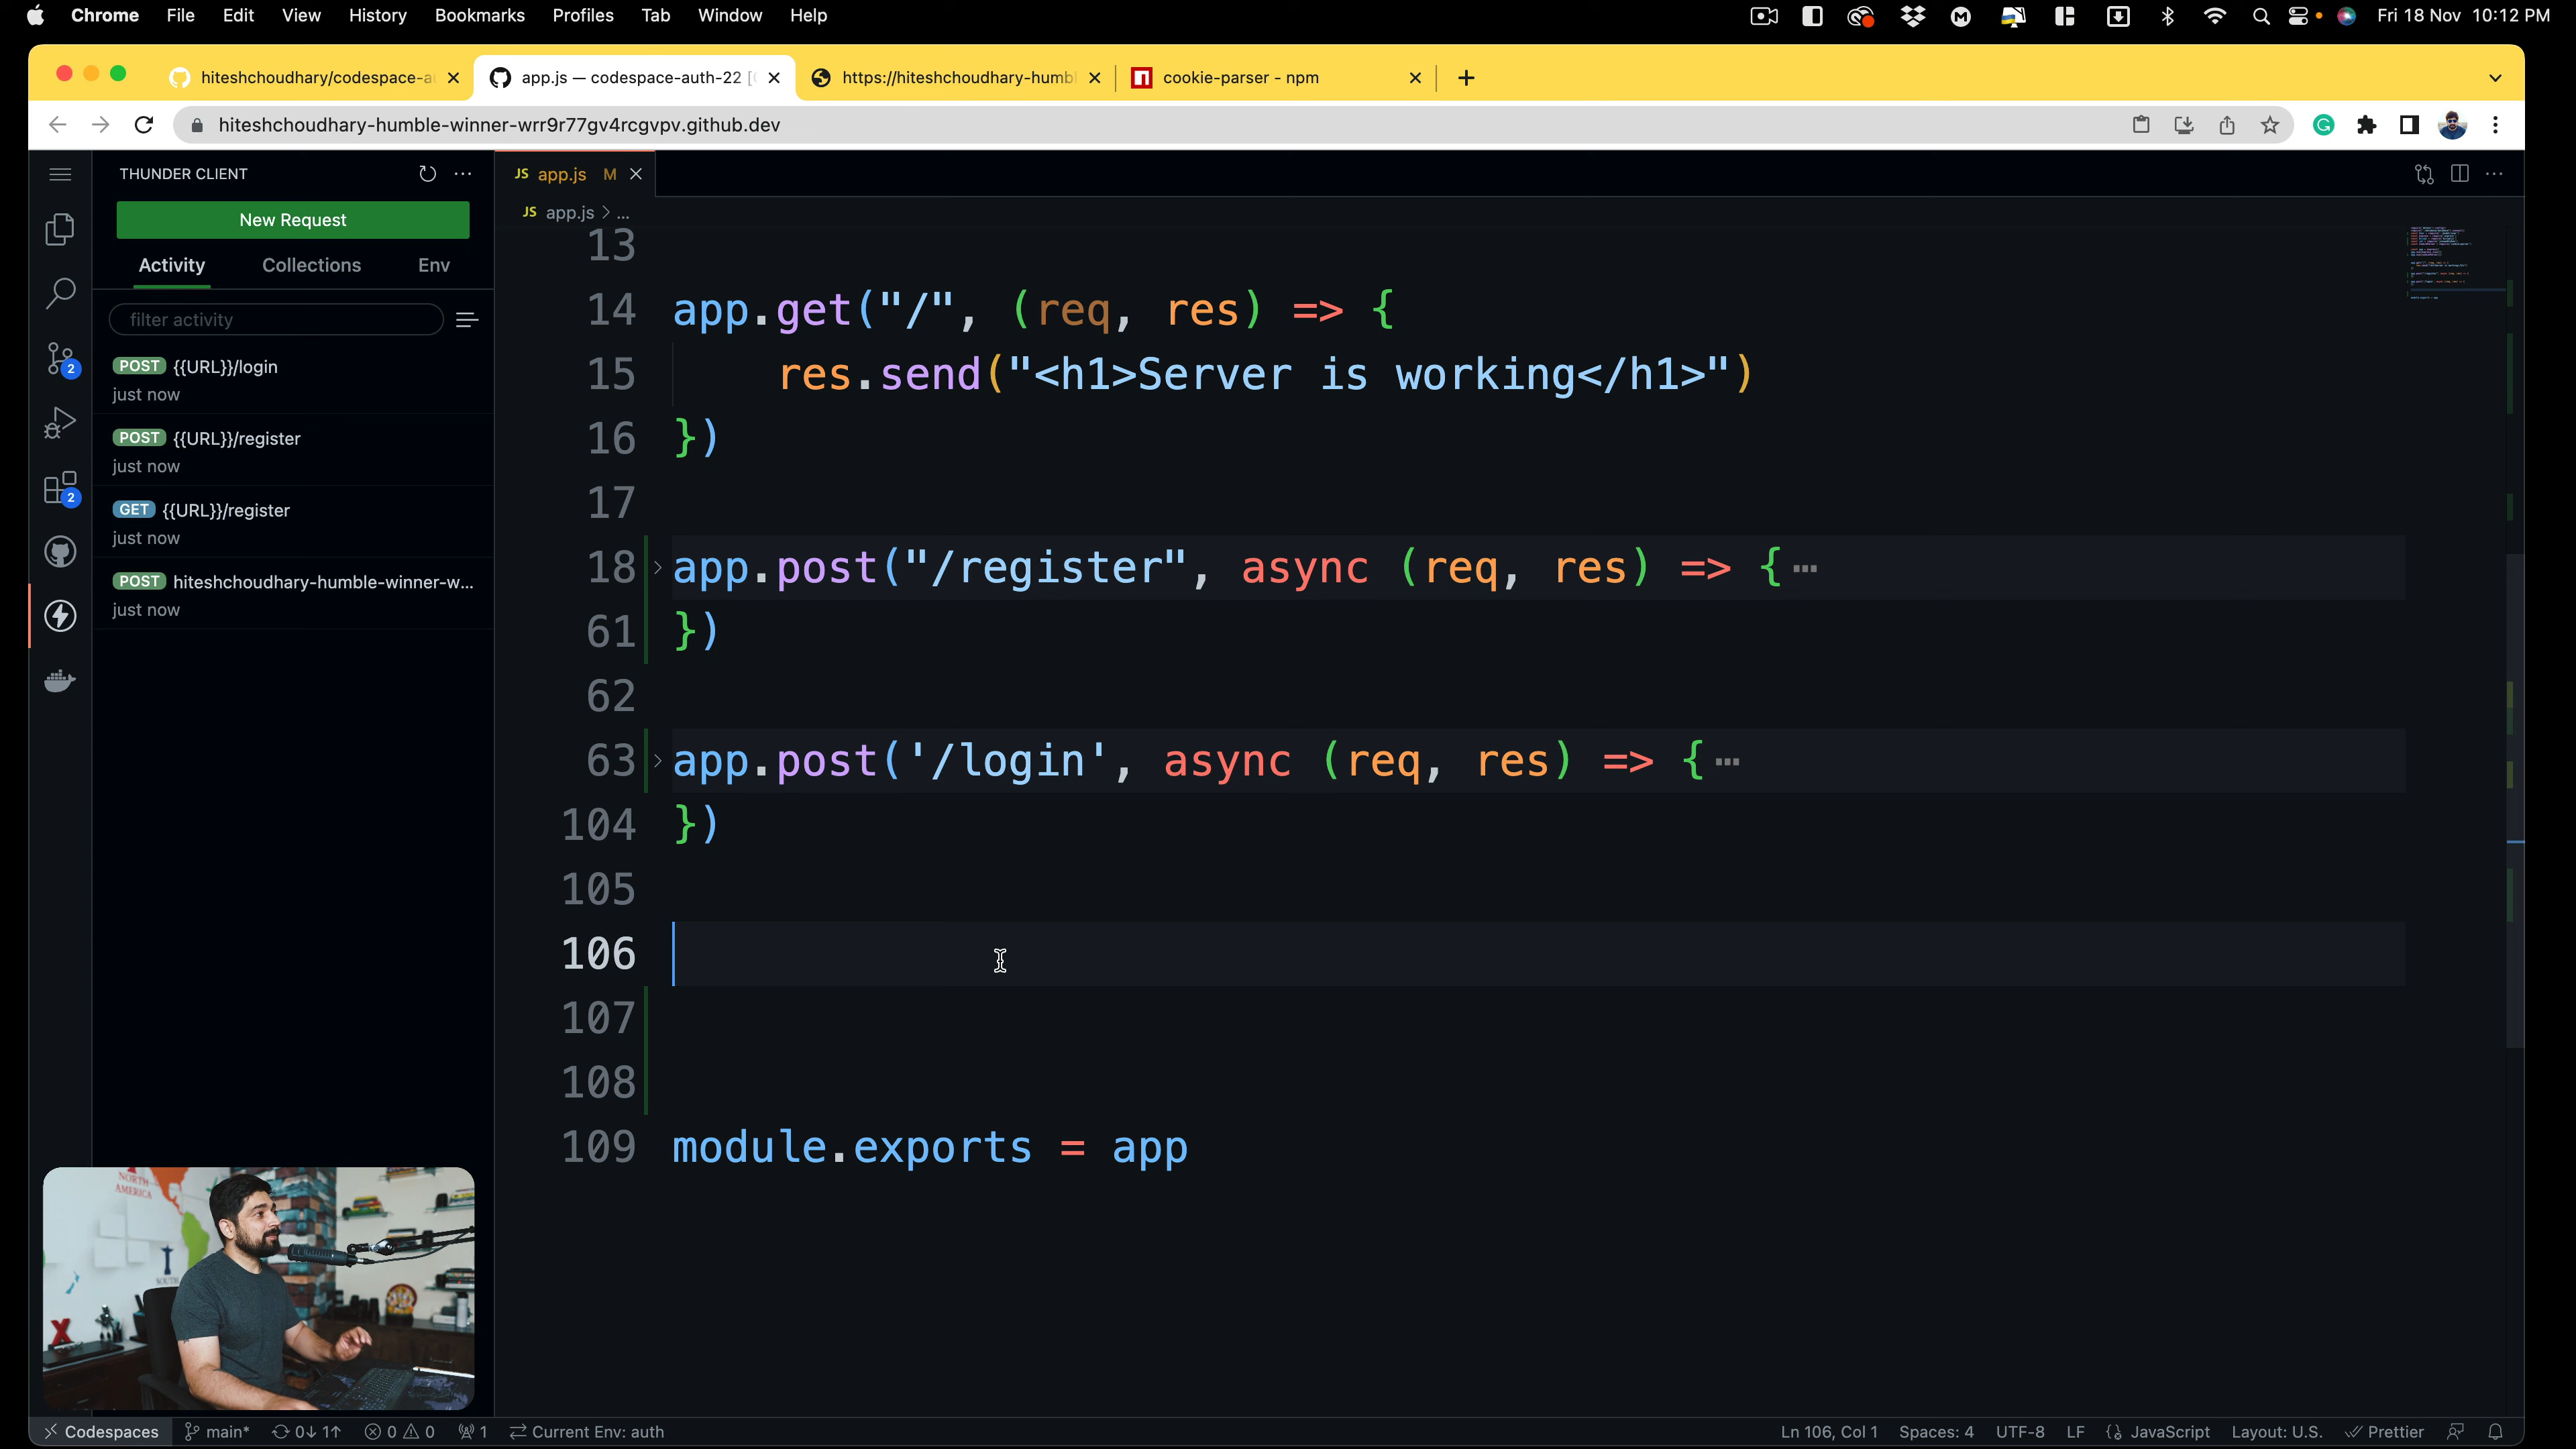 Chrome File Edit View History Bookmarks Profiles Tab Window Help
Fri 18 Nov 10:12 PM
hiteshchoudhary/codespace-a
app.js — codespace-auth-22 [
https://hiteshchoudhary-humbl
cookie-parser - npm
hiteshchoudhary-humble-winner-wrr9r77gv4rcgvpv.github.dev
THUNDER CLIENT
New Request
Activity Collections Env
filter activity
POST {{URL}}/login
just now
POST {{URL}}/register
just now
GET {{URL}}/register
just now
POST hiteshchoudhary-humble-winner-w...
just now
2
2
JS app.js M
JS app.js > ...
13
14 app.get("/", (req, res) => {
15 res.send("<h1>Server is working</h1>")
16 })
17
18 app.post("/register", async (req, res) => {…
61 })
62
63 app.post('/login', async (req, res) => {…
104 })
105
106
107
108
109 module.exports = app
NORTH
AMERICA
SOUTH
Codespaces main* 0↓ 1↑ 0 0 1 Current Env: auth
Ln 106, Col 1 Spaces: 4 UTF-8 LF JavaScript Layout: U.S. Prettier